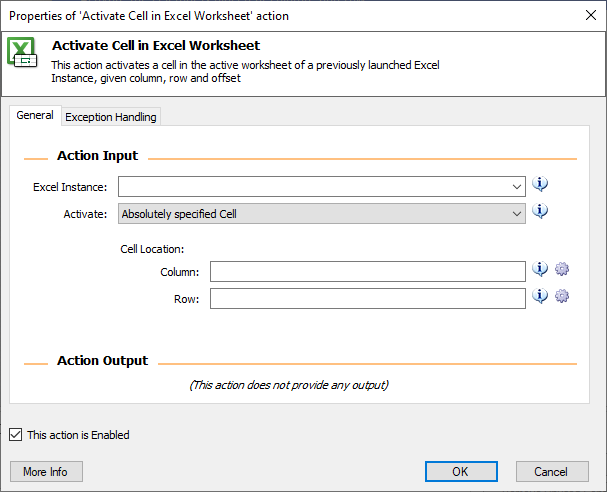 Properties of 'Activate Cell in Excel Worksheet' action
Activate Cell in Excel Worksheet
This action activates a cell in the active worksheet of a previously launched Excel
Instance, given column, row and offset
General
Exception Handling
Action Input
Excel Instance:
Activate: Absolutely specified Cell
Cell Location:
Column:
Row:
Action Output
(This action does not provide any output)
This action is Enabled
More Info
OK
Cancel